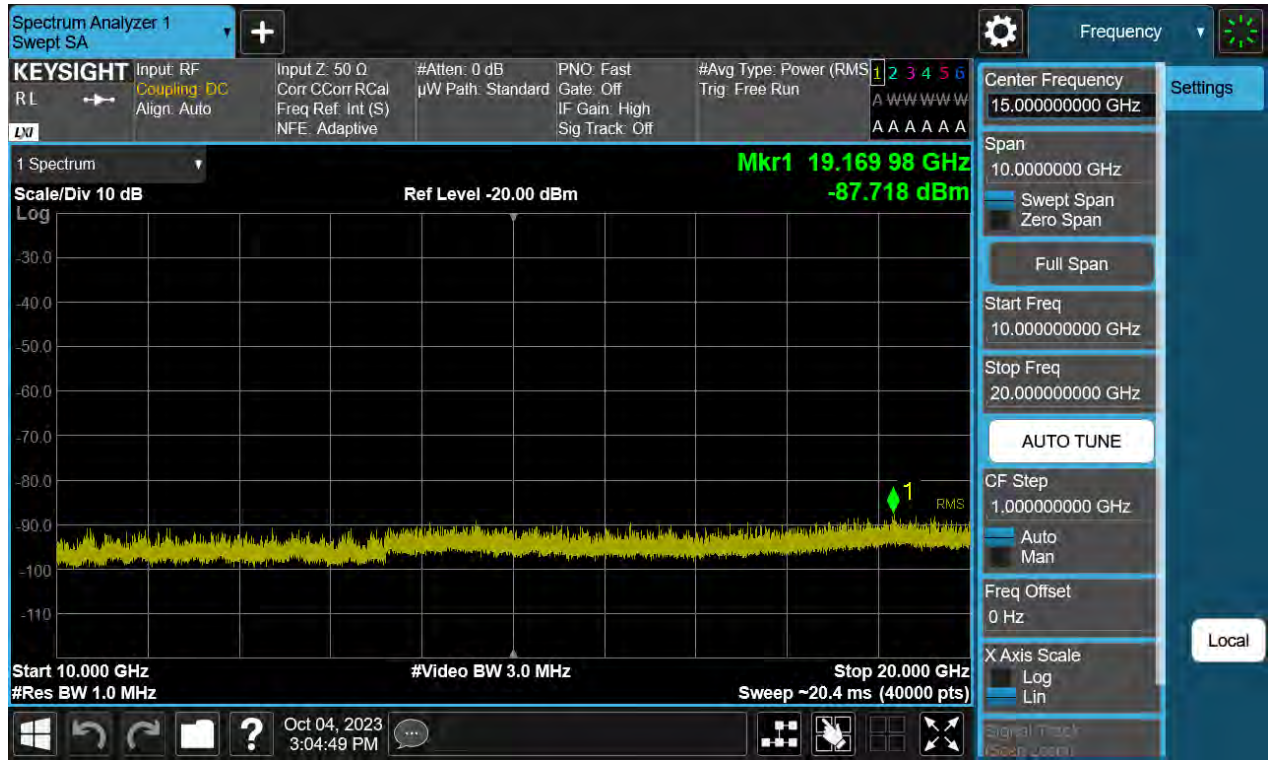 Spectrum Analyzer 1
Swept SA
Frequency
KEYSIGHT
RL
LXI
Input: RF
Coupling: DC
Align: Auto
Input Z: 50 Ω
Corr CCorr RCal
Freq Ref: Int (S)
NFE: Adaptive
#Atten: 0 dB
µW Path: Standard
PNO: Fast
Gate: Off
IF Gain: High
Sig Track: Off
#Avg Type: Power (RMS
Trig: Free Run
1 2 3 4 5 6
A W W W W W
A A A A A A
1 Spectrum
Scale/Div 10 dB
Log
Ref Level -20.00 dBm
Mkr1 19.169 98 GHz
-87.718 dBm
-30.0
-40.0
-50.0
-60.0
-70.0
-80.0
-90.0
-100
-110
1
RMS
Start 10.000 GHz
#Res BW 1.0 MHz
#Video BW 3.0 MHz
Stop 20.000 GHz
Sweep ~20.4 ms (40000 pts)
Center Frequency
15.000000000 GHz
Span
10.0000000 GHz
Swept Span
Zero Span
Full Span
Start Freq
10.000000000 GHz
Stop Freq
20.000000000 GHz
AUTO TUNE
CF Step
1.000000000 GHz
Auto
Man
Freq Offset
0 Hz
X Axis Scale
Log
Lin
Signal Track
(Span Zoom)
Settings
Local
?
Oct 04, 2023
3:04:49 PM